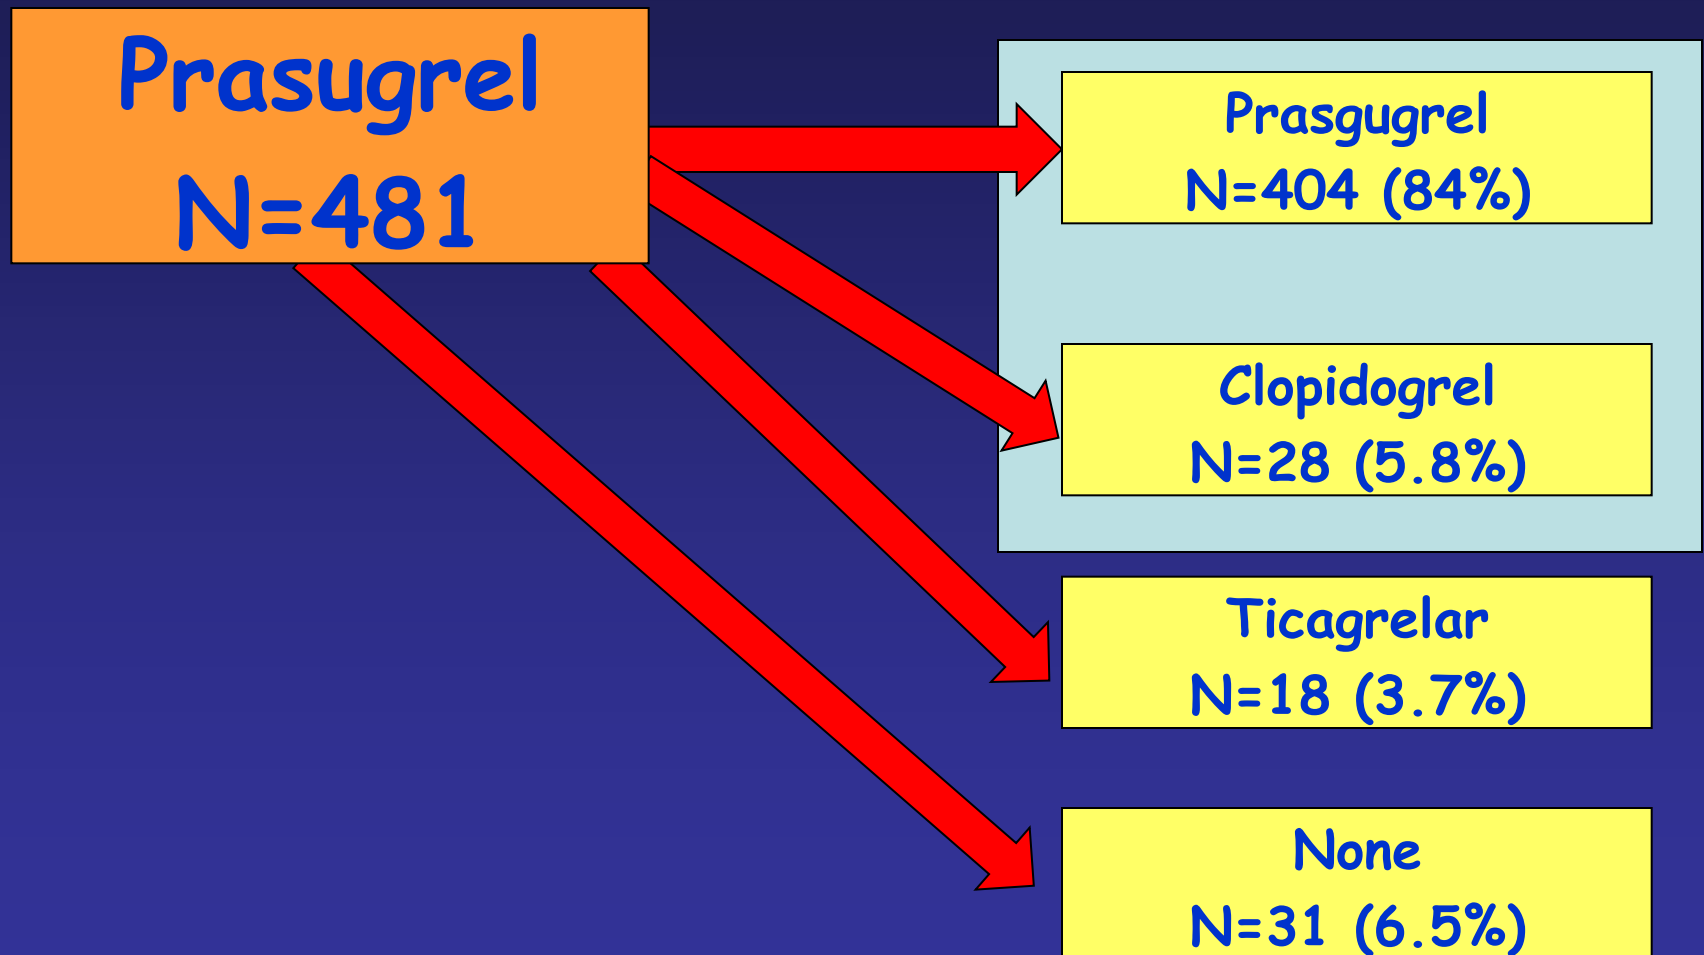 Prasugrel
N=481
Prasgugrel
N=404 (84%)
Clopidogrel
N=28 (5.8%)
Ticagrelar
N=18 (3.7%)
None
N=31 (6.5%)